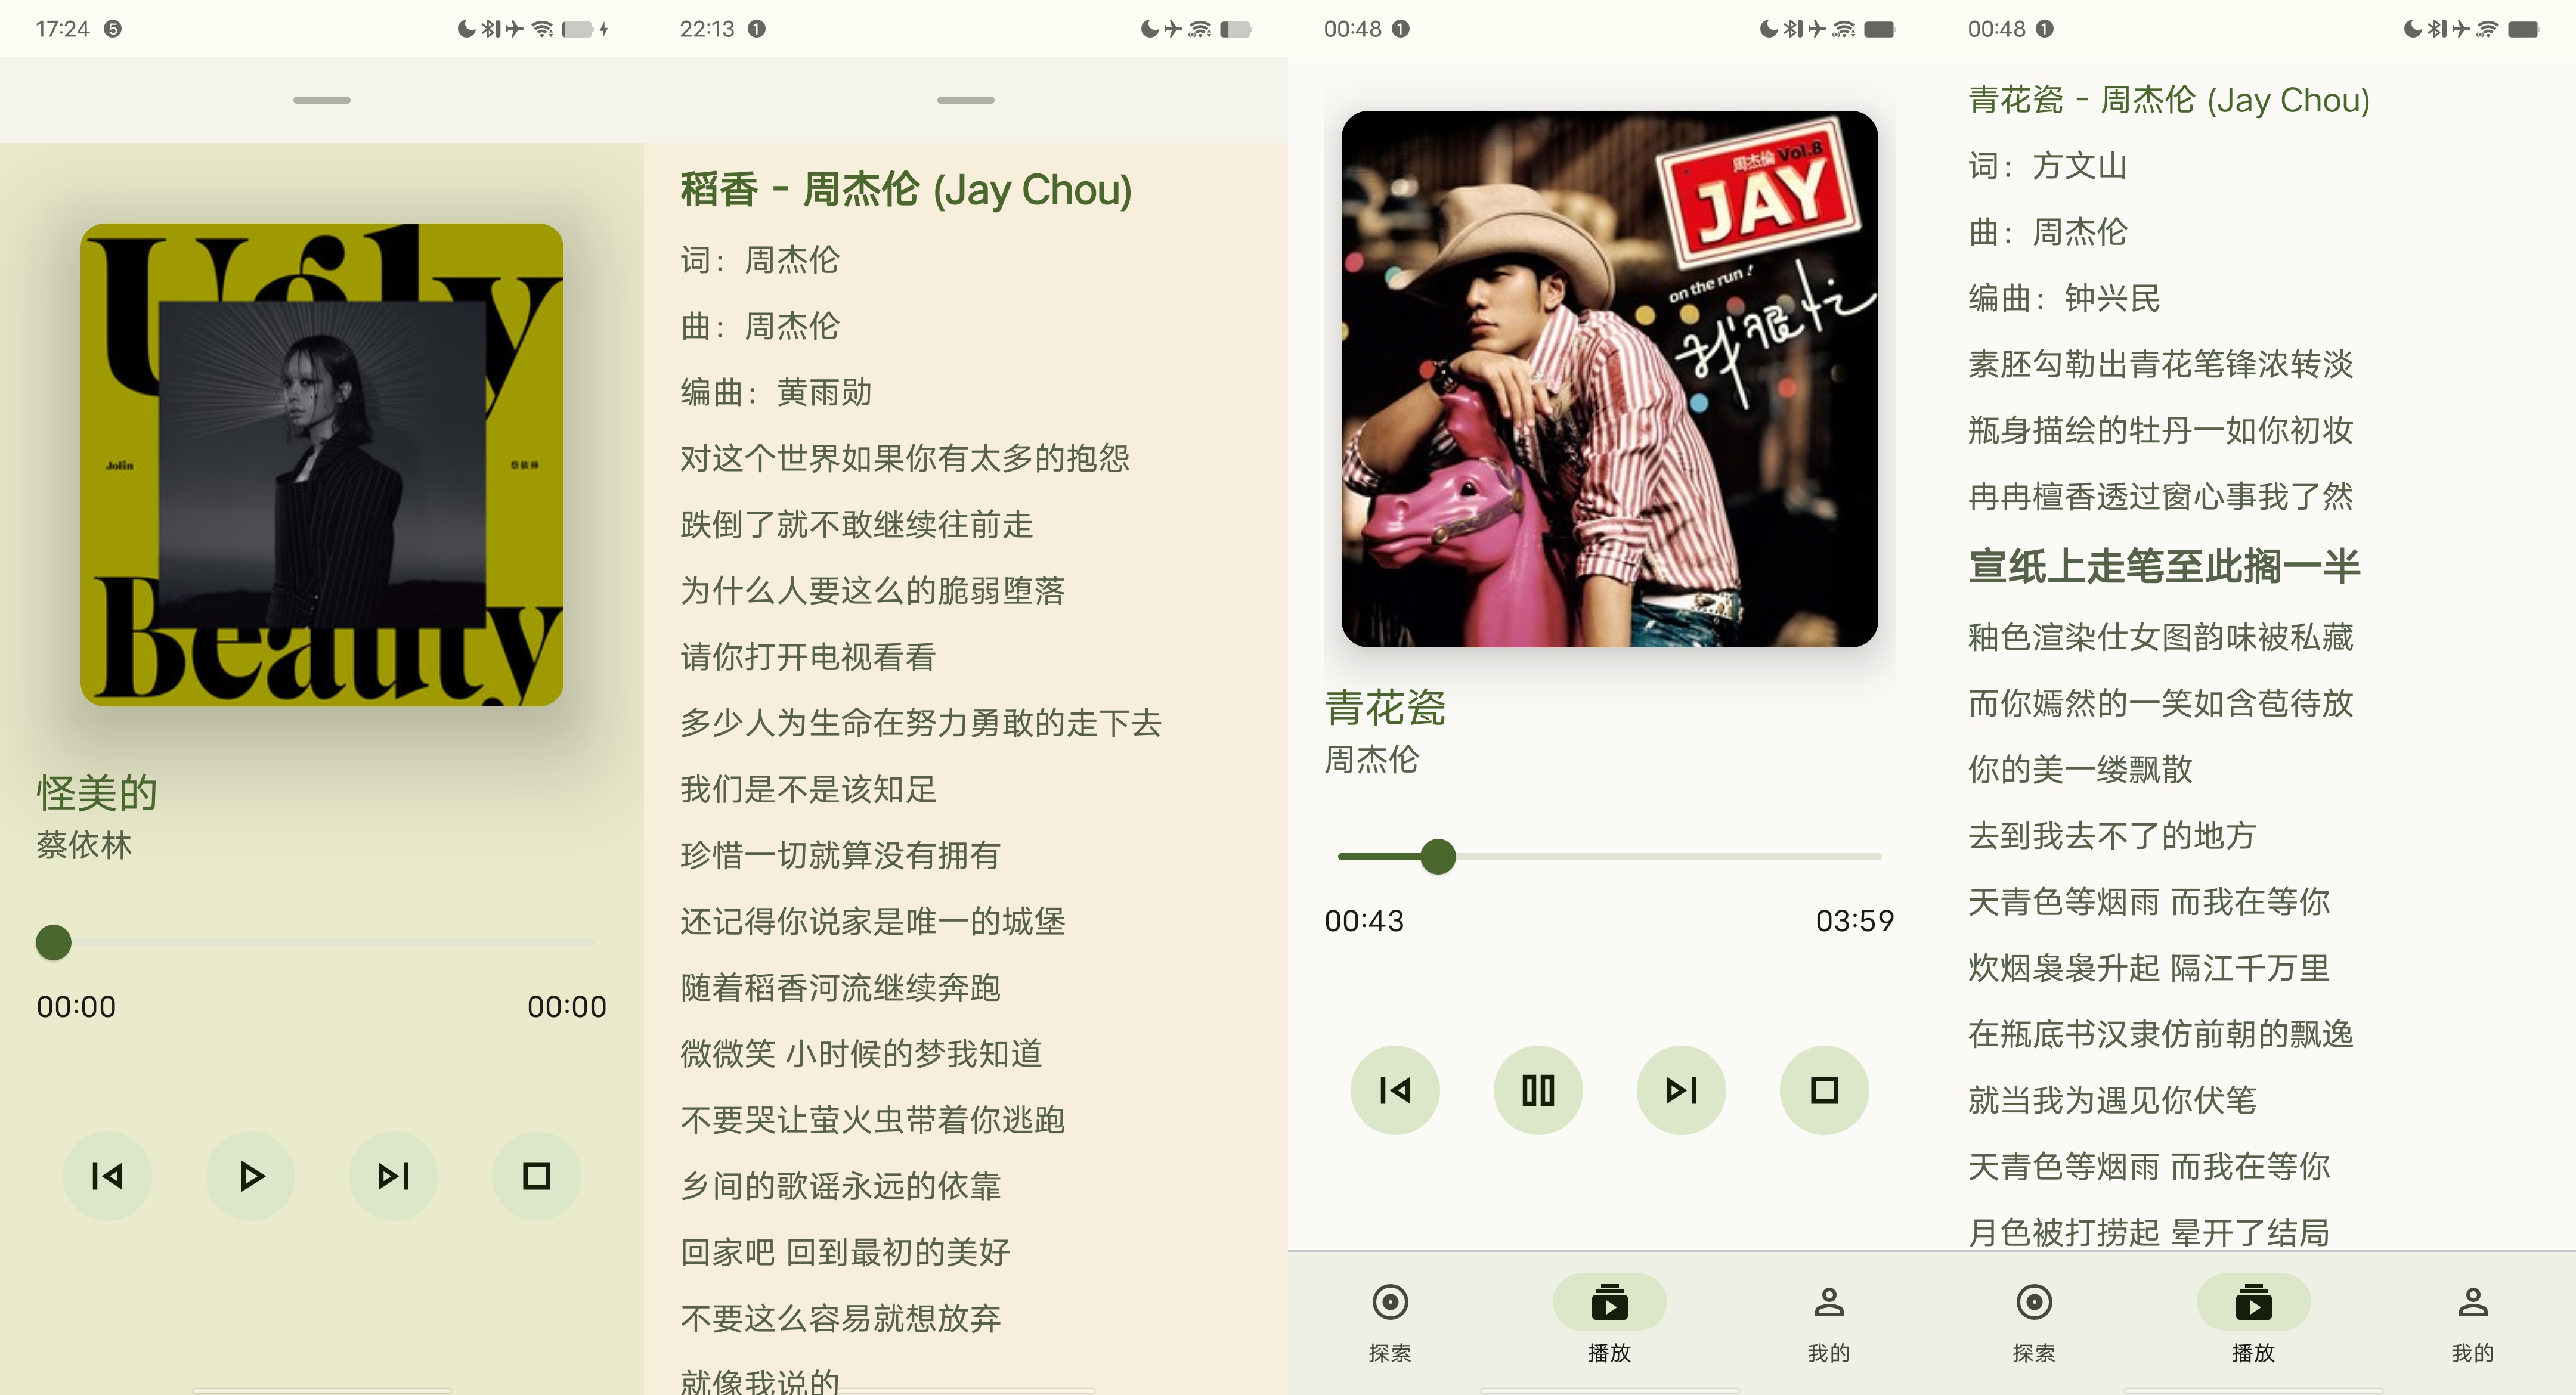 17:24 5
Ugly
Jolin
蔡依林
Beauty
怪美的
蔡依林
00:00 00:00
22:13 1
稻香 - 周杰伦 (Jay Chou)
词：周杰伦
曲：周杰伦
编曲：黄雨勋
对这个世界如果你有太多的抱怨
跌倒了就不敢继续往前走
为什么人要这么的脆弱堕落
请你打开电视看看
多少人为生命在努力勇敢的走下去
我们是不是该知足
珍惜一切就算没有拥有
还记得你说家是唯一的城堡
随着稻香河流继续奔跑
微微笑 小时候的梦我知道
不要哭让萤火虫带着你逃跑
乡间的歌谣永远的依靠
回家吧 回到最初的美好
不要这么容易就想放弃
就像我说的
00:48 1
周杰倫 Vol.8
JAY
on the run!
我很忙
青花瓷
周杰伦
00:43 03:59
探索 播放 我的
00:48 1
青花瓷 - 周杰伦 (Jay Chou)
词：方文山
曲：周杰伦
编曲：钟兴民
素胚勾勒出青花笔锋浓转淡
瓶身描绘的牡丹一如你初妆
冉冉檀香透过窗心事我了然
宣纸上走笔至此搁一半
釉色渲染仕女图韵味被私藏
而你嫣然的一笑如含苞待放
你的美一缕飘散
去到我去不了的地方
天青色等烟雨 而我在等你
炊烟袅袅升起 隔江千万里
在瓶底书汉隶仿前朝的飘逸
就当我为遇见你伏笔
天青色等烟雨 而我在等你
月色被打捞起 晕开了结局
探索 播放 我的